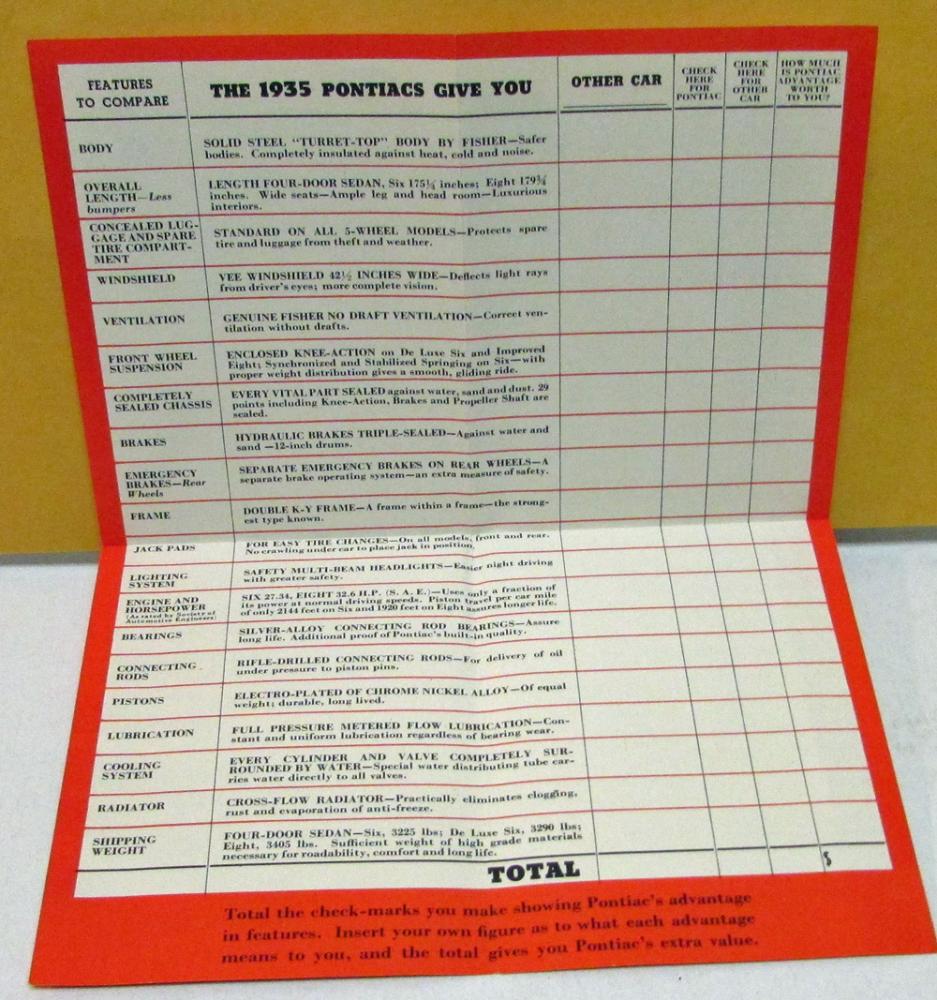 FEATURES
TO COMPARE
THE 1935 PONTIACS GIVE YOU
OTHER CAR
CHECK
HERE
FOR
PONTIAC
CHECK
HERE
FOR
OTHER
CAR
HOW MUCH
IS PONTIAC
ADVANTAGE
WORTH
TO YOU?
BODY
SOLID STEEL "TURRET-TOP" BODY BY FISHER—Safer
bodies. Completely insulated against heat, cold and noise.
OVERALL
LENGTH—Less
bumpers
LENGTH FOUR-DOOR SEDAN, Six 175¼ inches; Eight 179¾
inches. Wide seats—Ample leg and head room—Luxurious
interiors.
CONCEALED LUG-
GAGE AND SPARE
TIRE COMPART-
MENT
STANDARD ON ALL 5-WHEEL MODELS—Protects spare
tire and luggage from theft and weather.
WINDSHIELD
VEE WINDSHIELD 42½ INCHES WIDE—Deflects light rays
from driver's eyes; more complete vision.
VENTILATION
GENUINE FISHER NO DRAFT VENTILATION—Correct ven-
tilation without drafts.
FRONT WHEEL
SUSPENSION
ENCLOSED KNEE-ACTION on De Luxe Six and Improved
Eight; Synchronized and Stabilized Springing on Six—with
proper weight distribution gives a smooth, gliding ride.
COMPLETELY
SEALED CHASSIS
EVERY VITAL PART SEALED against water, sand and dust. 29
points including Knee-Action, Brakes and Propeller Shaft are
sealed.
BRAKES
HYDRAULIC BRAKES TRIPLE-SEALED—Against water and
sand —12-inch drums.
EMERGENCY
BRAKES—Rear
Wheels
SEPARATE EMERGENCY BRAKES ON REAR WHEELS—A
separate brake operating system—an extra measure of safety.
FRAME
DOUBLE K-Y FRAME—A frame within a frame—the strong-
est type known.
JACK PADS
FOR EASY TIRE CHANGES—On all models, front and rear.
No crawling under car to place jack in position.
LIGHTING
SYSTEM
SAFETY MULTI-BEAM HEADLIGHTS—Easier night driving
with greater safety.
ENGINE AND
HORSEPOWER
(As rated by Society of
Automotive Engineers)
SIX 27.34, EIGHT 32.6 H.P. (S. A. E.)—Uses only a fraction of
its power at normal driving speeds. Piston travel per car mile
of only 2144 feet on Six and 1920 feet on Eight assures longer life.
BEARINGS
SILVER-ALLOY CONNECTING ROD BEARINGS—Assure
long life. Additional proof of Pontiac's built-in quality.
CONNECTING
RODS
RIFLE-DRILLED CONNECTING RODS—For delivery of oil
under pressure to piston pins.
PISTONS
ELECTRO-PLATED OF CHROME NICKEL ALLOY—Of equal
weight; durable, long lived.
LUBRICATION
FULL PRESSURE METERED FLOW LUBRICATION—Con-
stant and uniform lubrication regardless of bearing wear.
COOLING
SYSTEM
EVERY CYLINDER AND VALVE COMPLETELY SUR-
ROUNDED BY WATER—Special water distributing tube car-
ries water directly to all valves.
RADIATOR
CROSS-FLOW RADIATOR—Practically eliminates clogging,
rust and evaporation of anti-freeze.
SHIPPING
WEIGHT
FOUR-DOOR SEDAN—Six, 3225 lbs; De Luxe Six, 3290 lbs;
Eight, 3405 lbs. Sufficient weight of high grade materials
necessary for roadability, comfort and long life.
TOTAL
$
Total the check-marks you make showing Pontiac's advantage
in features. Insert your own figure as to what each advantage
means to you, and the total gives you Pontiac's extra value.